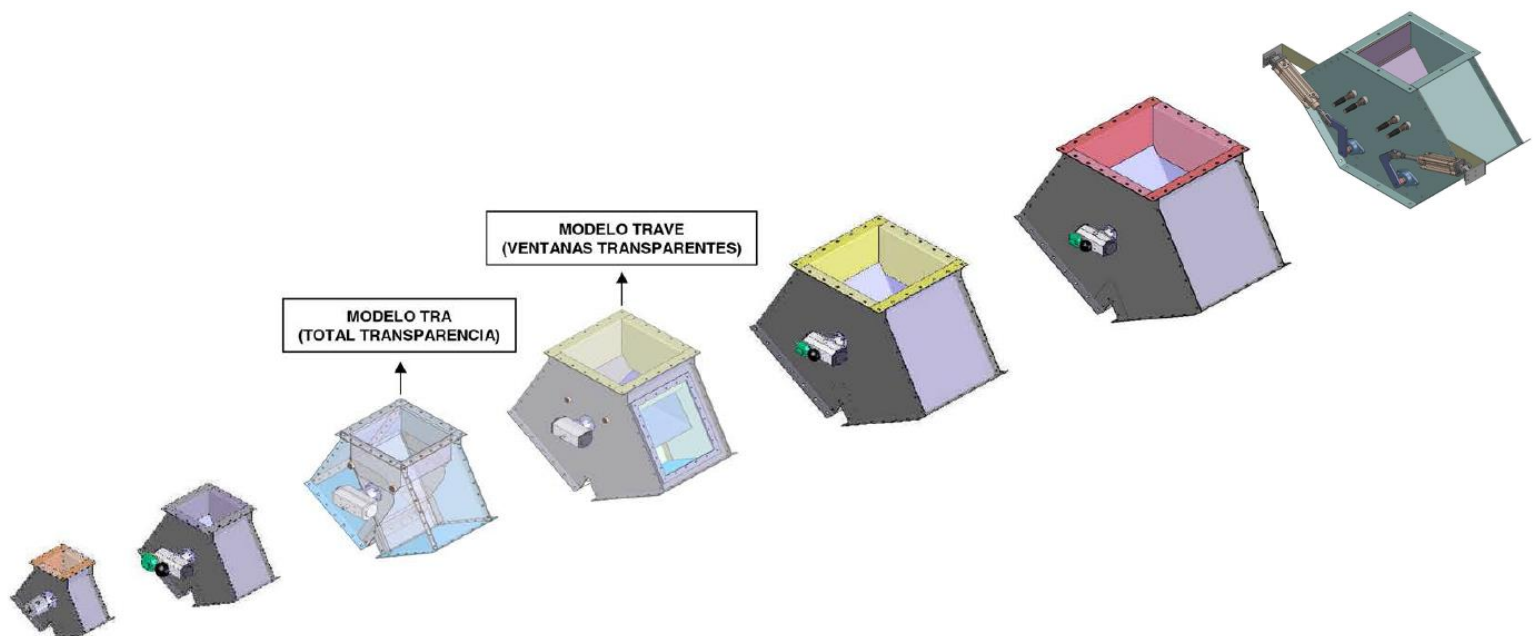 MODELO TRAVE
(VENTANAS TRANSPARENTES)
MODELO TRA
(TOTAL TRANSPARENCIA)